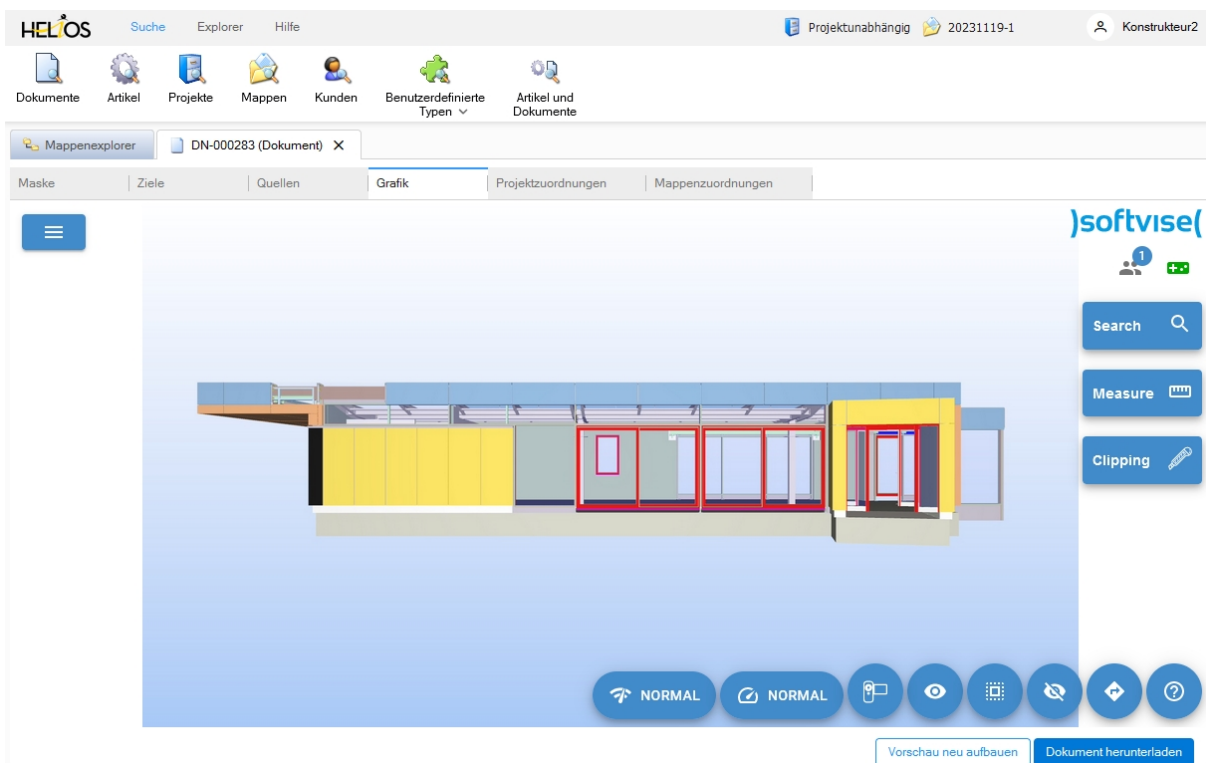 HELiOS Suche Explorer Hilfe Projektunabhängig 20231119-1 Konstrukteur2
Dokumente Artikel Projekte Mappen Kunden Benutzerdefinierte Typen Artikel und Dokumente
Mappenexplorer DN-000283 (Dokument)
Maske Ziele Quellen Grafik Projektzuordnungen Mappenzuordnungen
)softvise(
1
Search
Measure
Clipping
NORMAL NORMAL
Vorschau neu aufbauen Dokument herunterladen